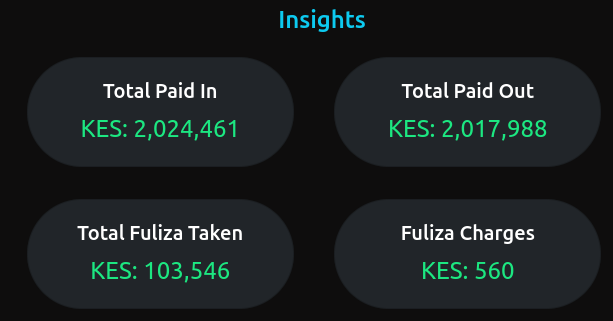 Insights
Total Paid In
KES: 2,024,461
Total Paid Out
KES: 2,017,988
Total Fuliza Taken
KES: 103,546
Fuliza Charges
KES: 560